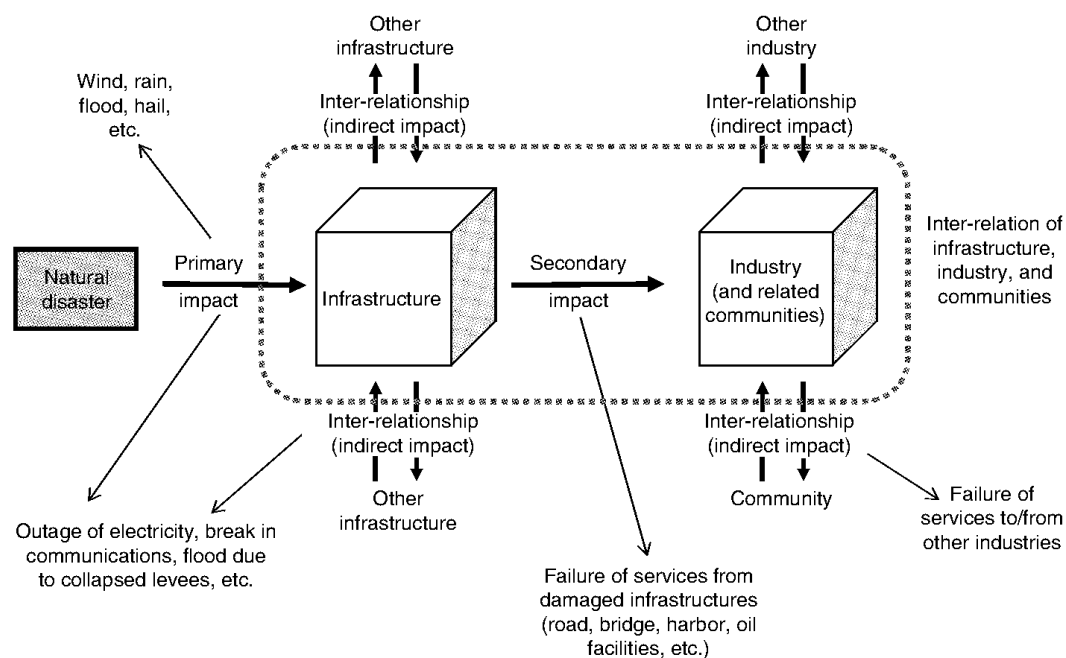 Other
infrastructure
Other
industry
Wind, rain,
flood, hail,
etc.
Inter-relationship
(indirect impact)
Inter-relationship
(indirect impact)
Natural
disaster
Primary
impact
Infrastructure
Secondary
impact
Industry
(and related
communities)
Inter-relation of
infrastructure,
industry, and
communities
Inter-relationship
(indirect impact)
Inter-relationship
(indirect impact)
Other
infrastructure
Community
Outage of electricity, break in
communications, flood due
to collapsed levees, etc.
Failure of services from
damaged infrastructures
(road, bridge, harbor, oil
facilities, etc.)
Failure of
services to/from
other industries